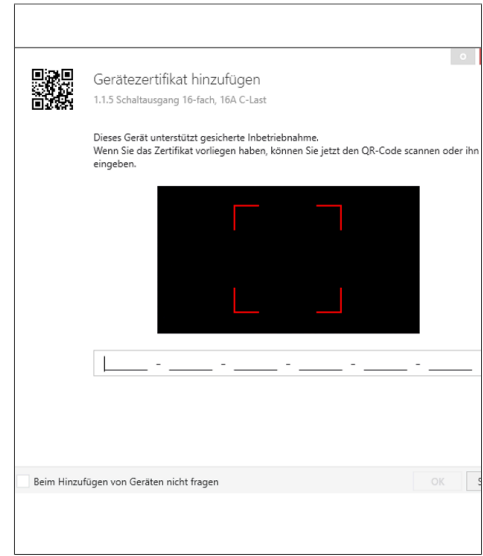 Gerätezertifikat hinzufügen
1.1.5 Schaltausgang 16-fach, 16A C-Last
Dieses Gerät unterstützt gesicherte Inbetriebnahme.
Wenn Sie das Zertifikat vorliegen haben, können Sie jetzt den QR-Code scannen oder ihn
eingeben.
- - - - -
Beim Hinzufügen von Geräten nicht fragen
OK